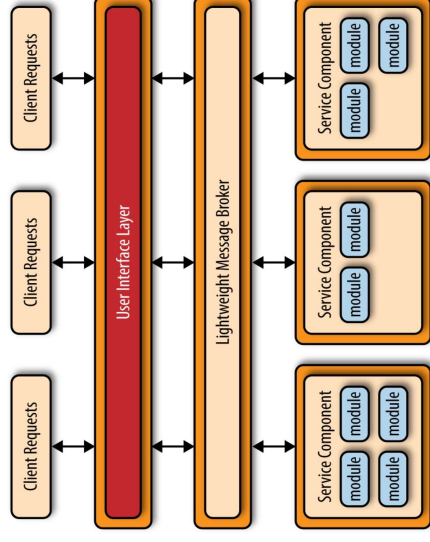 Client Requests
Client Requests
Client Requests
User Interface Layer
Lightweight Message Broker
Service Component
module module
module module
Service Component
module module
Service Component
module module
module